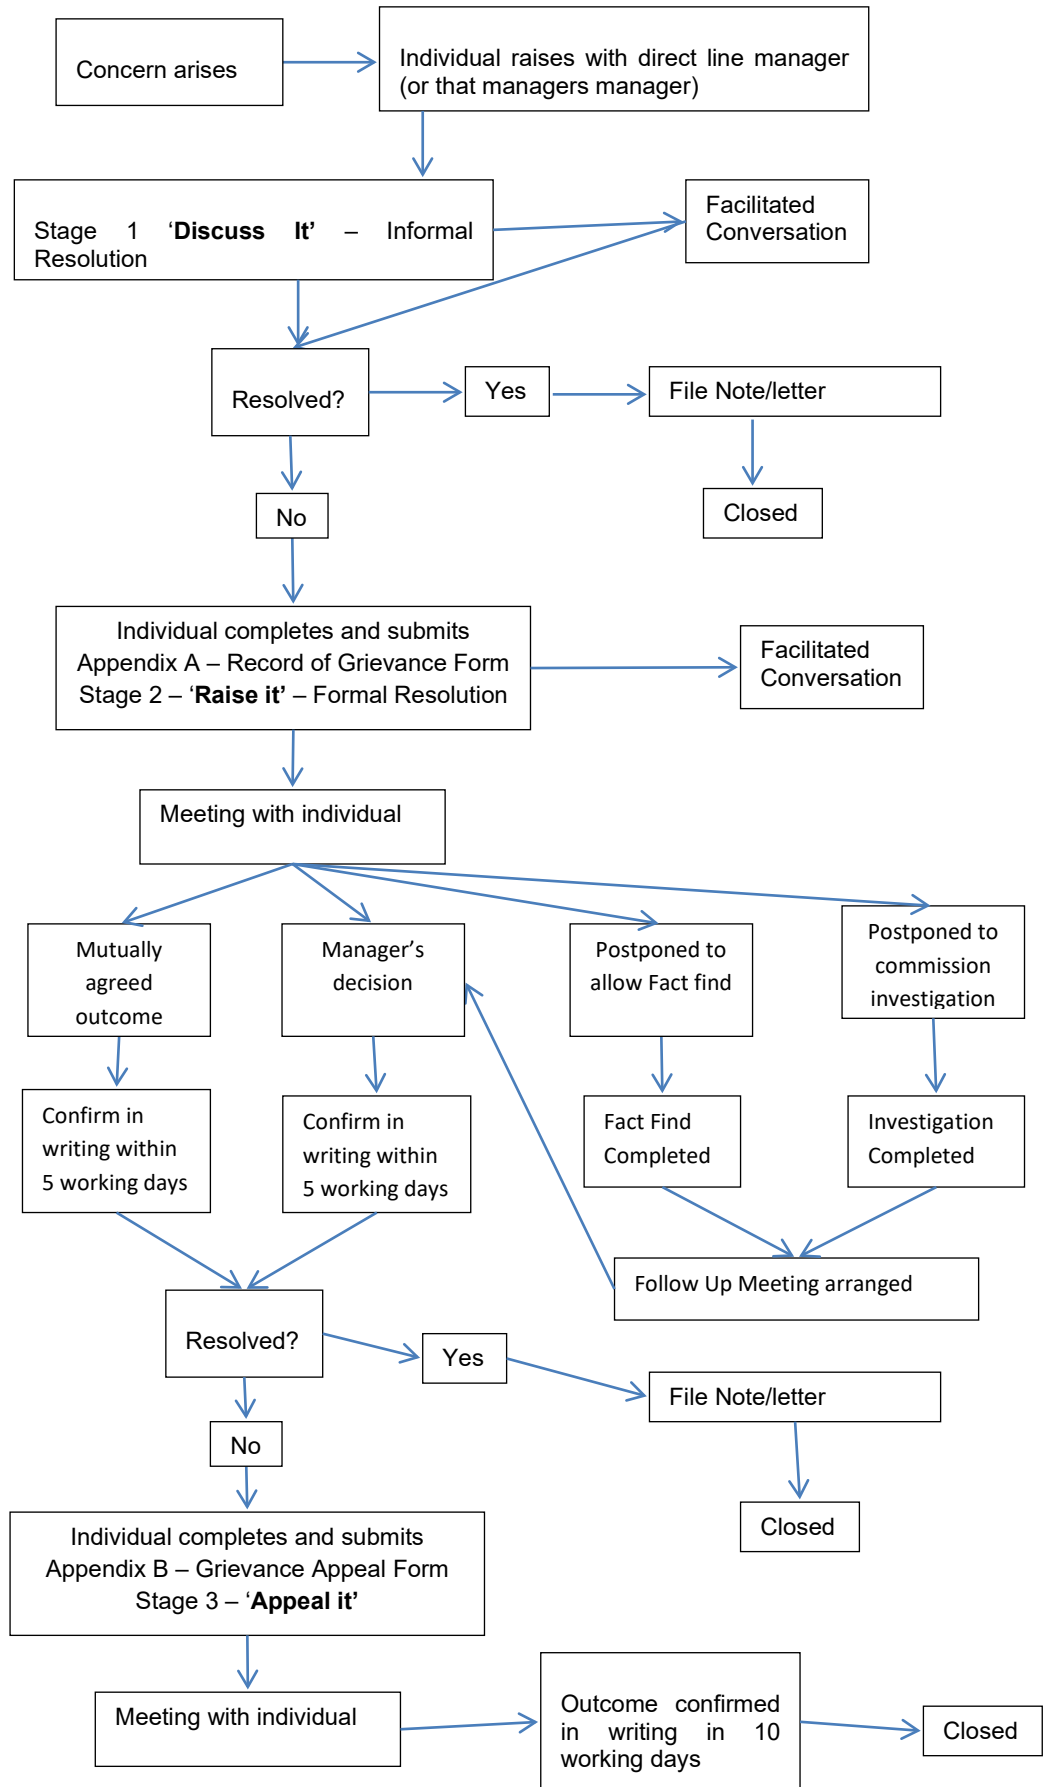 Concern arises
Individual raises with direct line manager
(or that managers manager)
Stage 1 ‘Discuss It’ – Informal
Resolution
Facilitated
Conversation
Resolved?
Yes
File Note/letter
No
Closed
Individual completes and submits
Appendix A – Record of Grievance Form
Stage 2 – ‘Raise it’ – Formal Resolution
Facilitated
Conversation
Meeting with individual
Mutually
agreed
outcome
Manager’s
decision
Postponed to
allow Fact find
Postponed to
commission
investigation
Confirm in
writing within
5 working days
Confirm in
writing within
5 working days
Fact Find
Completed
Investigation
Completed
Follow Up Meeting arranged
Resolved?
Yes
File Note/letter
No
Closed
Individual completes and submits
Appendix B – Grievance Appeal Form
Stage 3 – ‘Appeal it’
Meeting with individual
Outcome confirmed
in writing in 10
working days
Closed